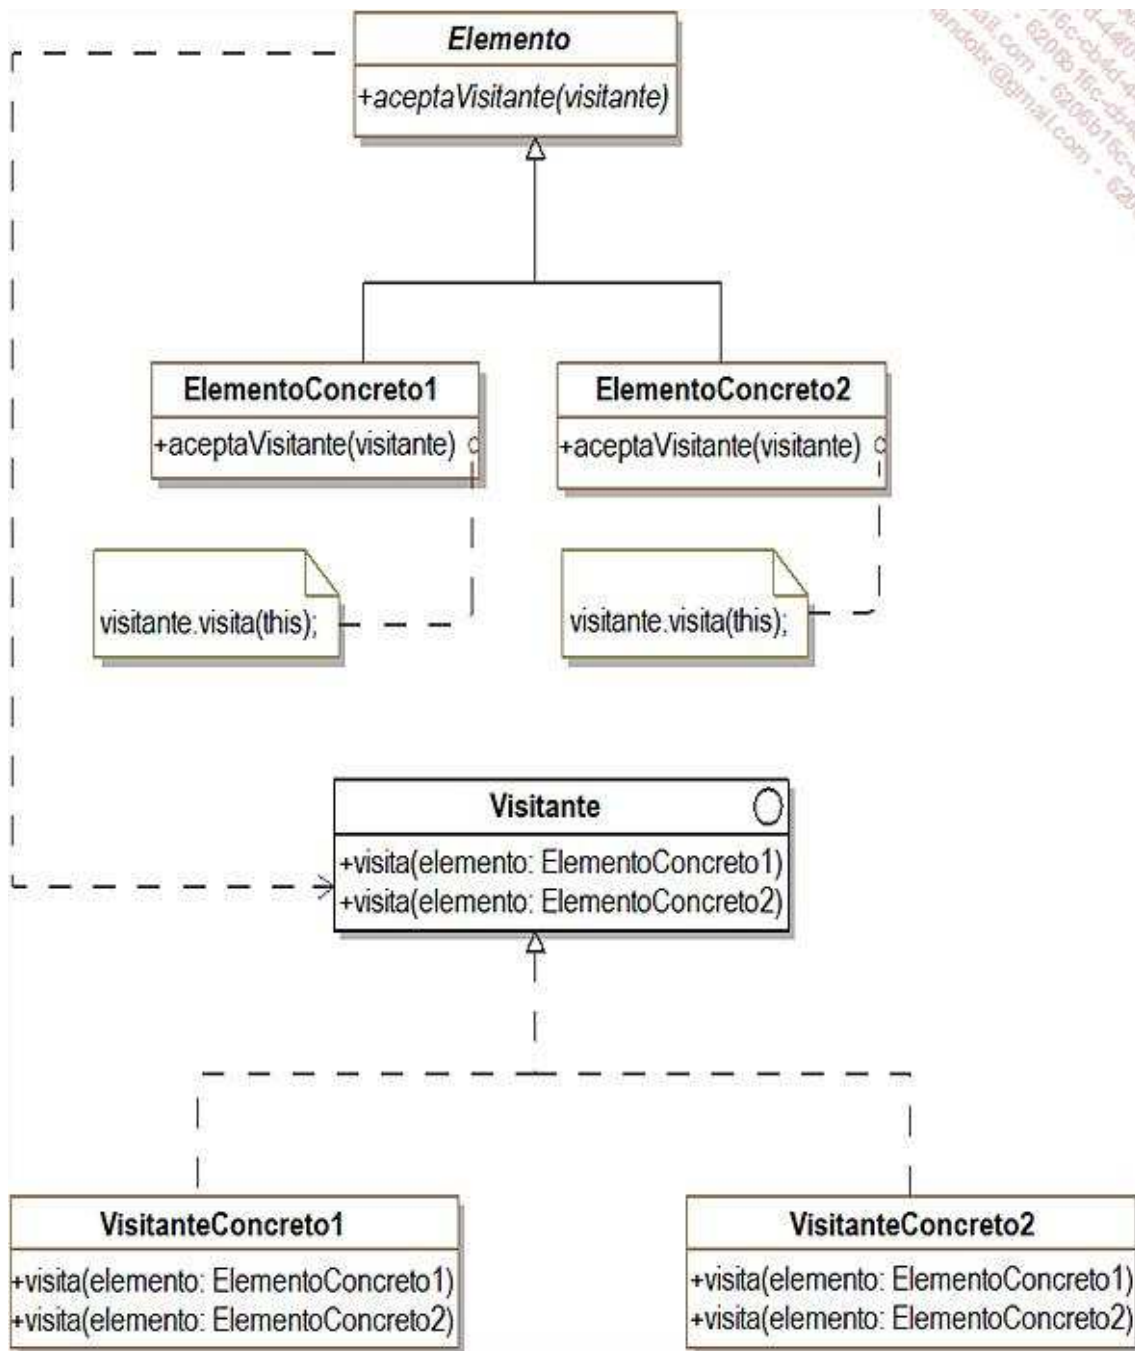 Elemento
+aceptaVisitante(visitante)
ElementoConcreto1
+aceptaVisitante(visitante)
ElementoConcreto2
+aceptaVisitante(visitante)
visitante.visita(this);
visitante.visita(this);
Visitante
+visita(elemento: ElementoConcreto1)
+visita(elemento: ElementoConcreto2)
VisitanteConcreto1
+visita(elemento: ElementoConcreto1)
+visita(elemento: ElementoConcreto2)
VisitanteConcreto2
+visita(elemento: ElementoConcreto1)
+visita(elemento: ElementoConcreto2)